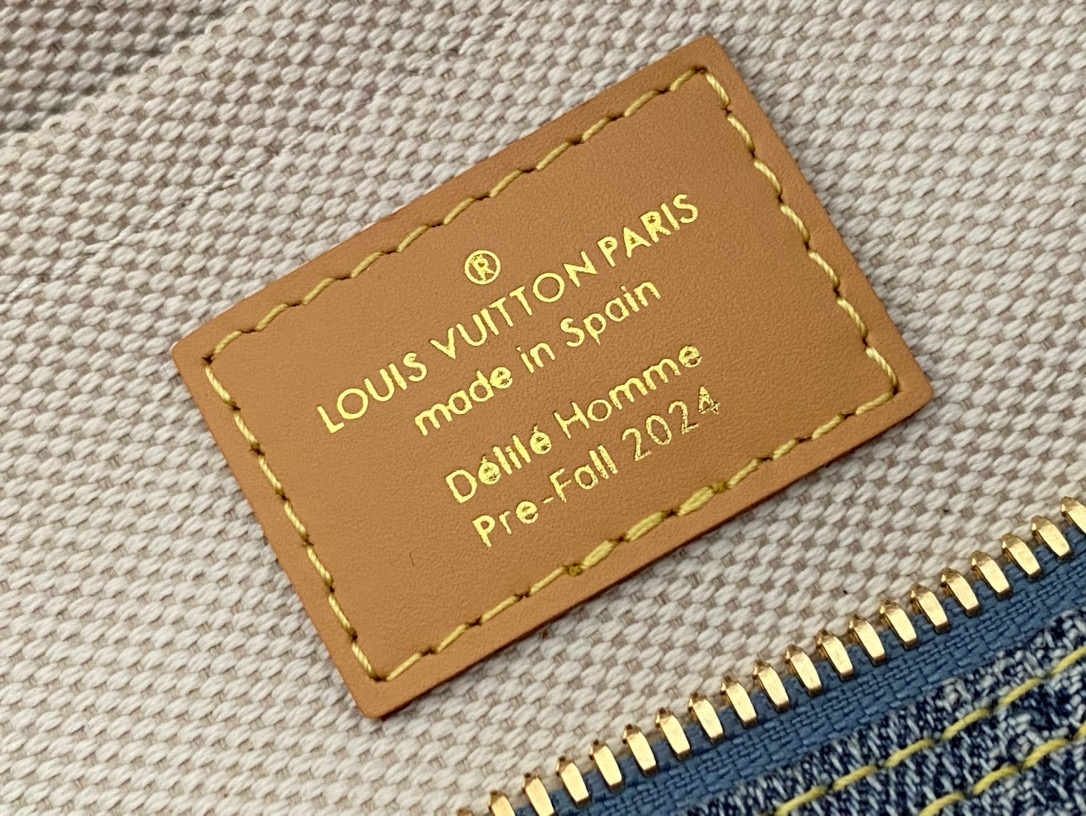 ®
LOUIS VUITTON PARIS
made in Spain
Délilé Homme
Pre-Fall 2024